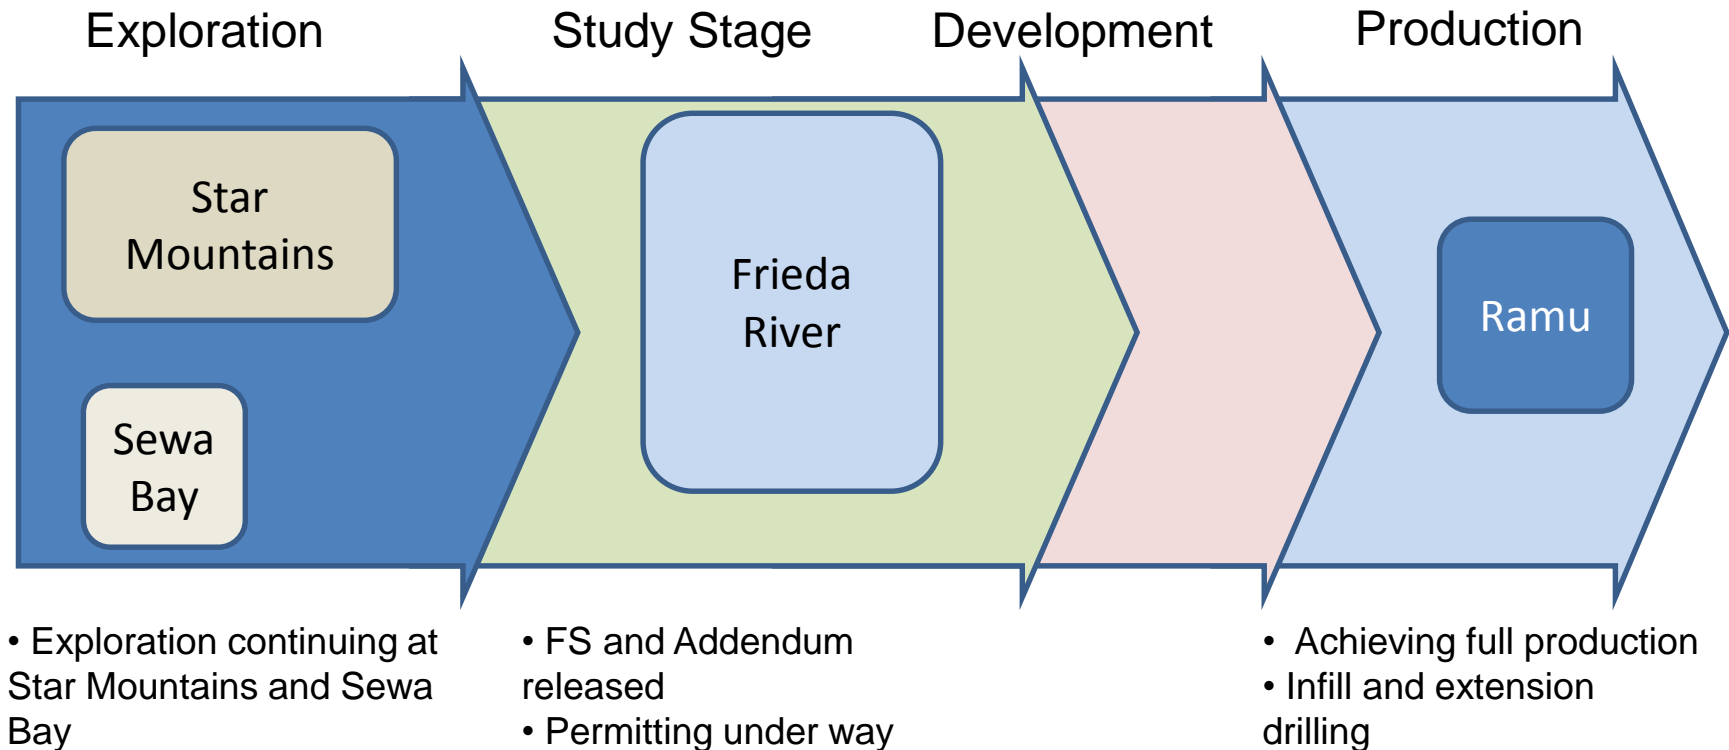 Exploration
Study Stage
Development
Production
Star
Mountains
Sewa
Bay
Frieda
River
Ramu
• Exploration continuing at
Star Mountains and Sewa
Bay
• FS and Addendum
released
• Permitting under way
• Achieving full production
• Infill and extension
drilling